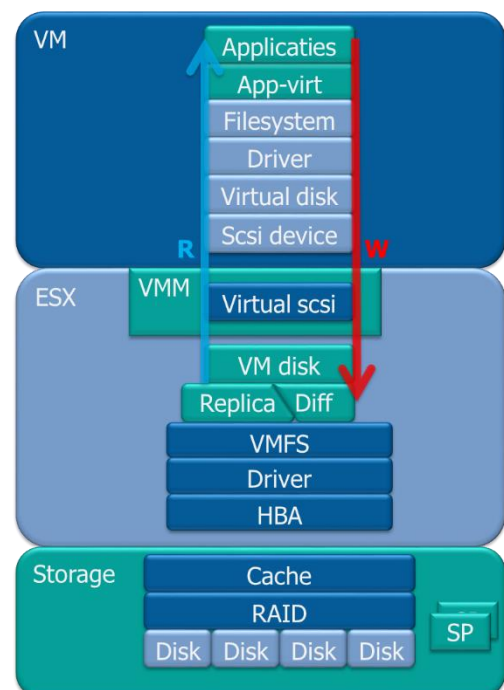 VM
Applicaties
App-virt
Filesystem
Driver
Virtual disk
Scsi device
R
W
ESX
VMM
Virtual scsi
VM disk
Replica Diff
VMFS
Driver
HBA
Storage
Cache
RAID
Disk Disk Disk Disk
SP